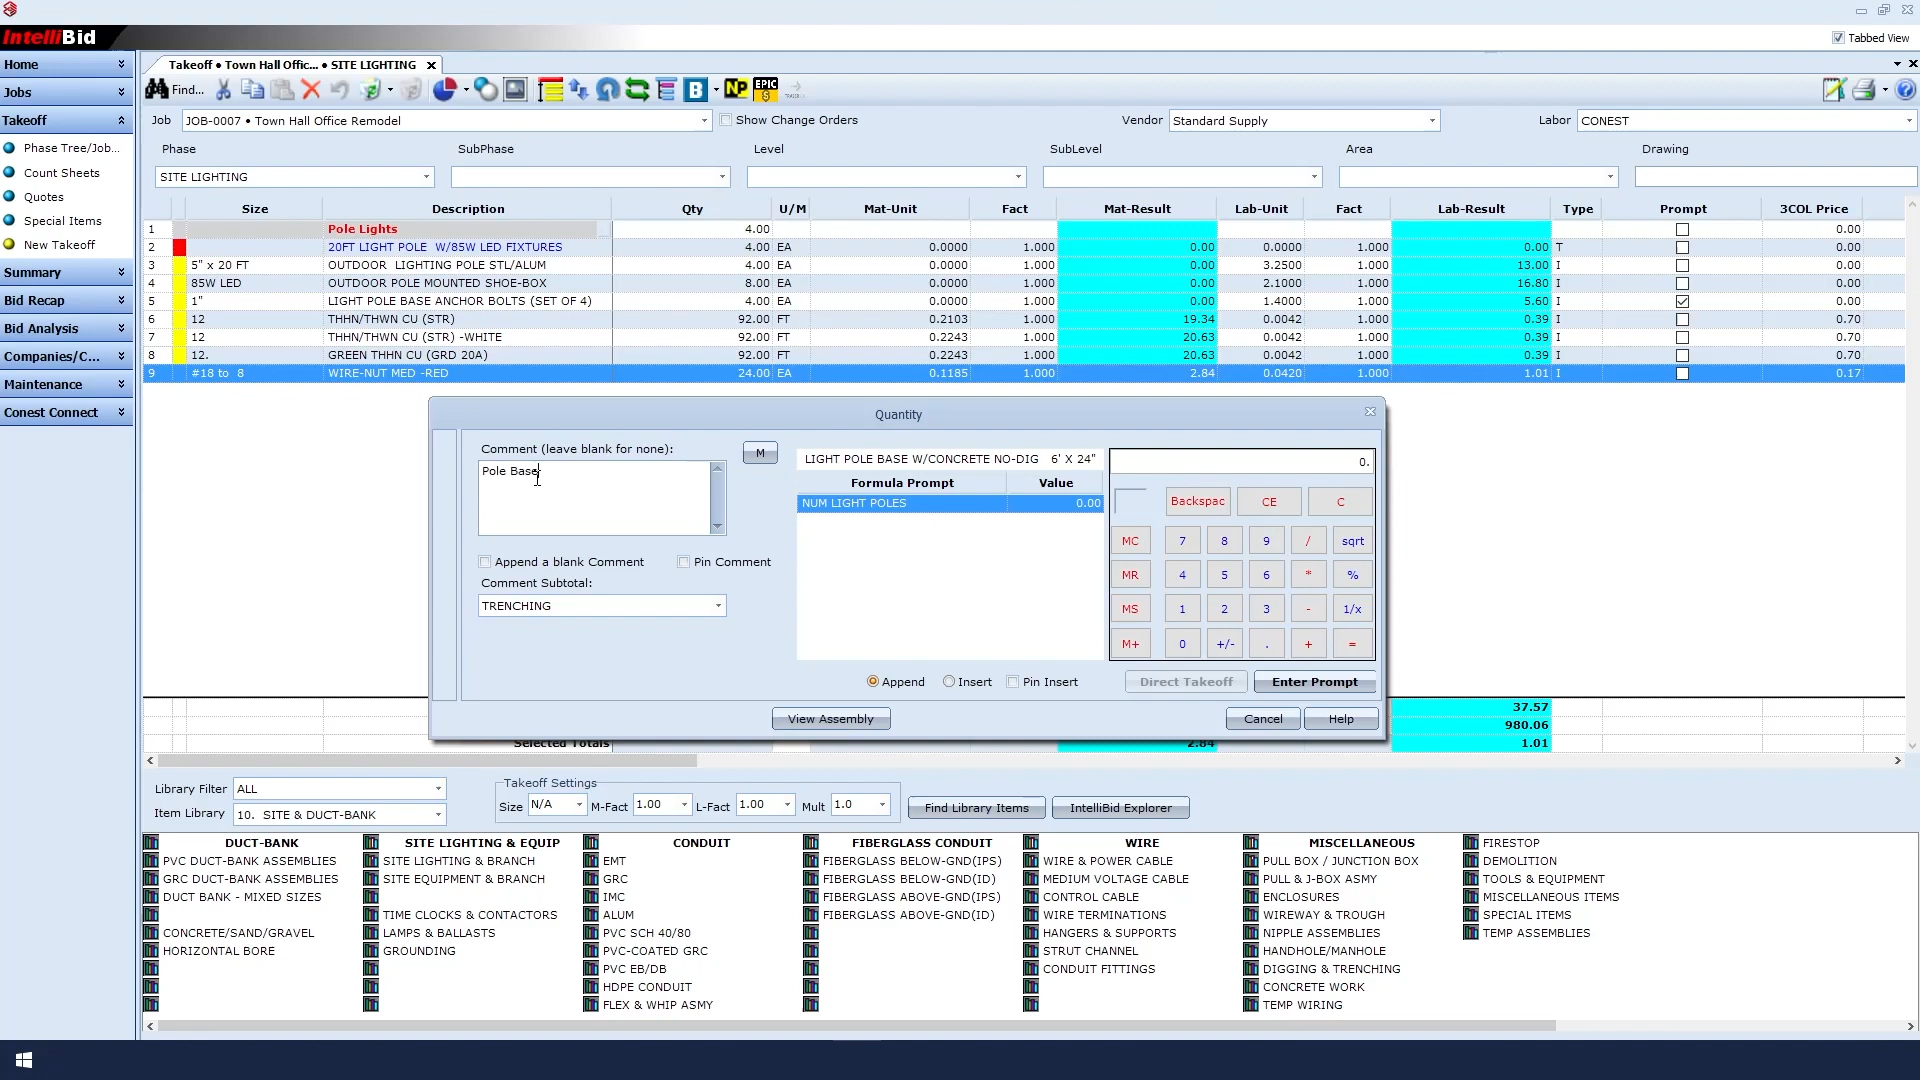 IntelliBid
Tabbed View
Home
Jobs
Takeoff
Phase Tree/Job...
Count Sheets
Quotes
Special Items
New Takeoff
Summary
Bid Recap
Bid Analysis
Companies/C...
Maintenance
Conest Connect
Takeoff • Town Hall Offic... • SITE LIGHTING
Find... B NP EPIC $
Job JOB-0007 • Town Hall Office Remodel Show Change Orders Vendor Standard Supply Labor CONEST
Phase SubPhase Level SubLevel Area Drawing
SITE LIGHTING
Size Description Qty U/M Mat-Unit Fact Mat-Result Lab-Unit Fact Lab-Result Type Prompt 3COL Price
1 Pole Lights 4.00 0.00
2 20FT LIGHT POLE W/85W LED FIXTURES 4.00 EA 0.0000 1.000 0.00 0.0000 1.000 0.00 T 0.00
3 5" x 20 FT OUTDOOR LIGHTING POLE STL/ALUM 4.00 EA 0.0000 1.000 0.00 3.2500 1.000 13.00 I 0.00
4 85W LED OUTDOOR POLE MOUNTED SHOE-BOX 8.00 EA 0.0000 1.000 0.00 2.1000 1.000 16.80 I 0.00
5 1" LIGHT POLE BASE ANCHOR BOLTS (SET OF 4) 4.00 EA 0.0000 1.000 0.00 1.4000 1.000 5.60 I 0.00
6 12 THHN/THWN CU (STR) 92.00 FT 0.2103 1.000 19.34 0.0042 1.000 0.39 I 0.70
7 12 THHN/THWN CU (STR) -WHITE 92.00 FT 0.2243 1.000 20.63 0.0042 1.000 0.39 I 0.70
8 12. GREEN THHN CU (GRD 20A) 92.00 FT 0.2243 1.000 20.63 0.0042 1.000 0.39 I 0.70
9 #18 to 8 WIRE-NUT MED -RED 24.00 EA 0.1185 1.000 2.84 0.0420 1.000 1.01 I 0.17
Quantity
Comment (leave blank for none):
M
Pole Base
Append a blank Comment Pin Comment
Comment Subtotal:
TRENCHING
LIGHT POLE BASE W/CONCRETE NO-DIG 6' X 24"
Formula Prompt Value
NUM LIGHT POLES 0.00
0.
Backspac CE C
MC 7 8 9 / sqrt
MR 4 5 6 * %
MS 1 2 3 - 1/x
M+ 0 +/- . + =
Append Insert Pin Insert Direct Takeoff Enter Prompt
View Assembly Cancel Help
37.57
980.06
Selected Totals 2.84 1.01
Library Filter ALL
Item Library 10. SITE & DUCT-BANK
Takeoff Settings
Size N/A M-Fact 1.00 L-Fact 1.00 Mult 1.0 Find Library Items IntelliBid Explorer
DUCT-BANK
PVC DUCT-BANK ASSEMBLIES
GRC DUCT-BANK ASSEMBLIES
DUCT BANK - MIXED SIZES
CONCRETE/SAND/GRAVEL
HORIZONTAL BORE
SITE LIGHTING & EQUIP
SITE LIGHTING & BRANCH
SITE EQUIPMENT & BRANCH
TIME CLOCKS & CONTACTORS
LAMPS & BALLASTS
GROUNDING
CONDUIT
EMT
GRC
IMC
ALUM
PVC SCH 40/80
PVC-COATED GRC
PVC EB/DB
HDPE CONDUIT
FLEX & WHIP ASMY
FIBERGLASS CONDUIT
FIBERGLASS BELOW-GND(IPS)
FIBERGLASS BELOW-GND(ID)
FIBERGLASS ABOVE-GND(IPS)
FIBERGLASS ABOVE-GND(ID)
WIRE
WIRE & POWER CABLE
MEDIUM VOLTAGE CABLE
CONTROL CABLE
WIRE TERMINATIONS
HANGERS & SUPPORTS
STRUT CHANNEL
CONDUIT FITTINGS
MISCELLANEOUS
PULL BOX / JUNCTION BOX
PULL & J-BOX ASMY
ENCLOSURES
WIREWAY & TROUGH
NIPPLE ASSEMBLIES
HANDHOLE/MANHOLE
DIGGING & TRENCHING
CONCRETE WORK
TEMP WIRING
FIRESTOP
DEMOLITION
TOOLS & EQUIPMENT
MISCELLANEOUS ITEMS
SPECIAL ITEMS
TEMP ASSEMBLIES